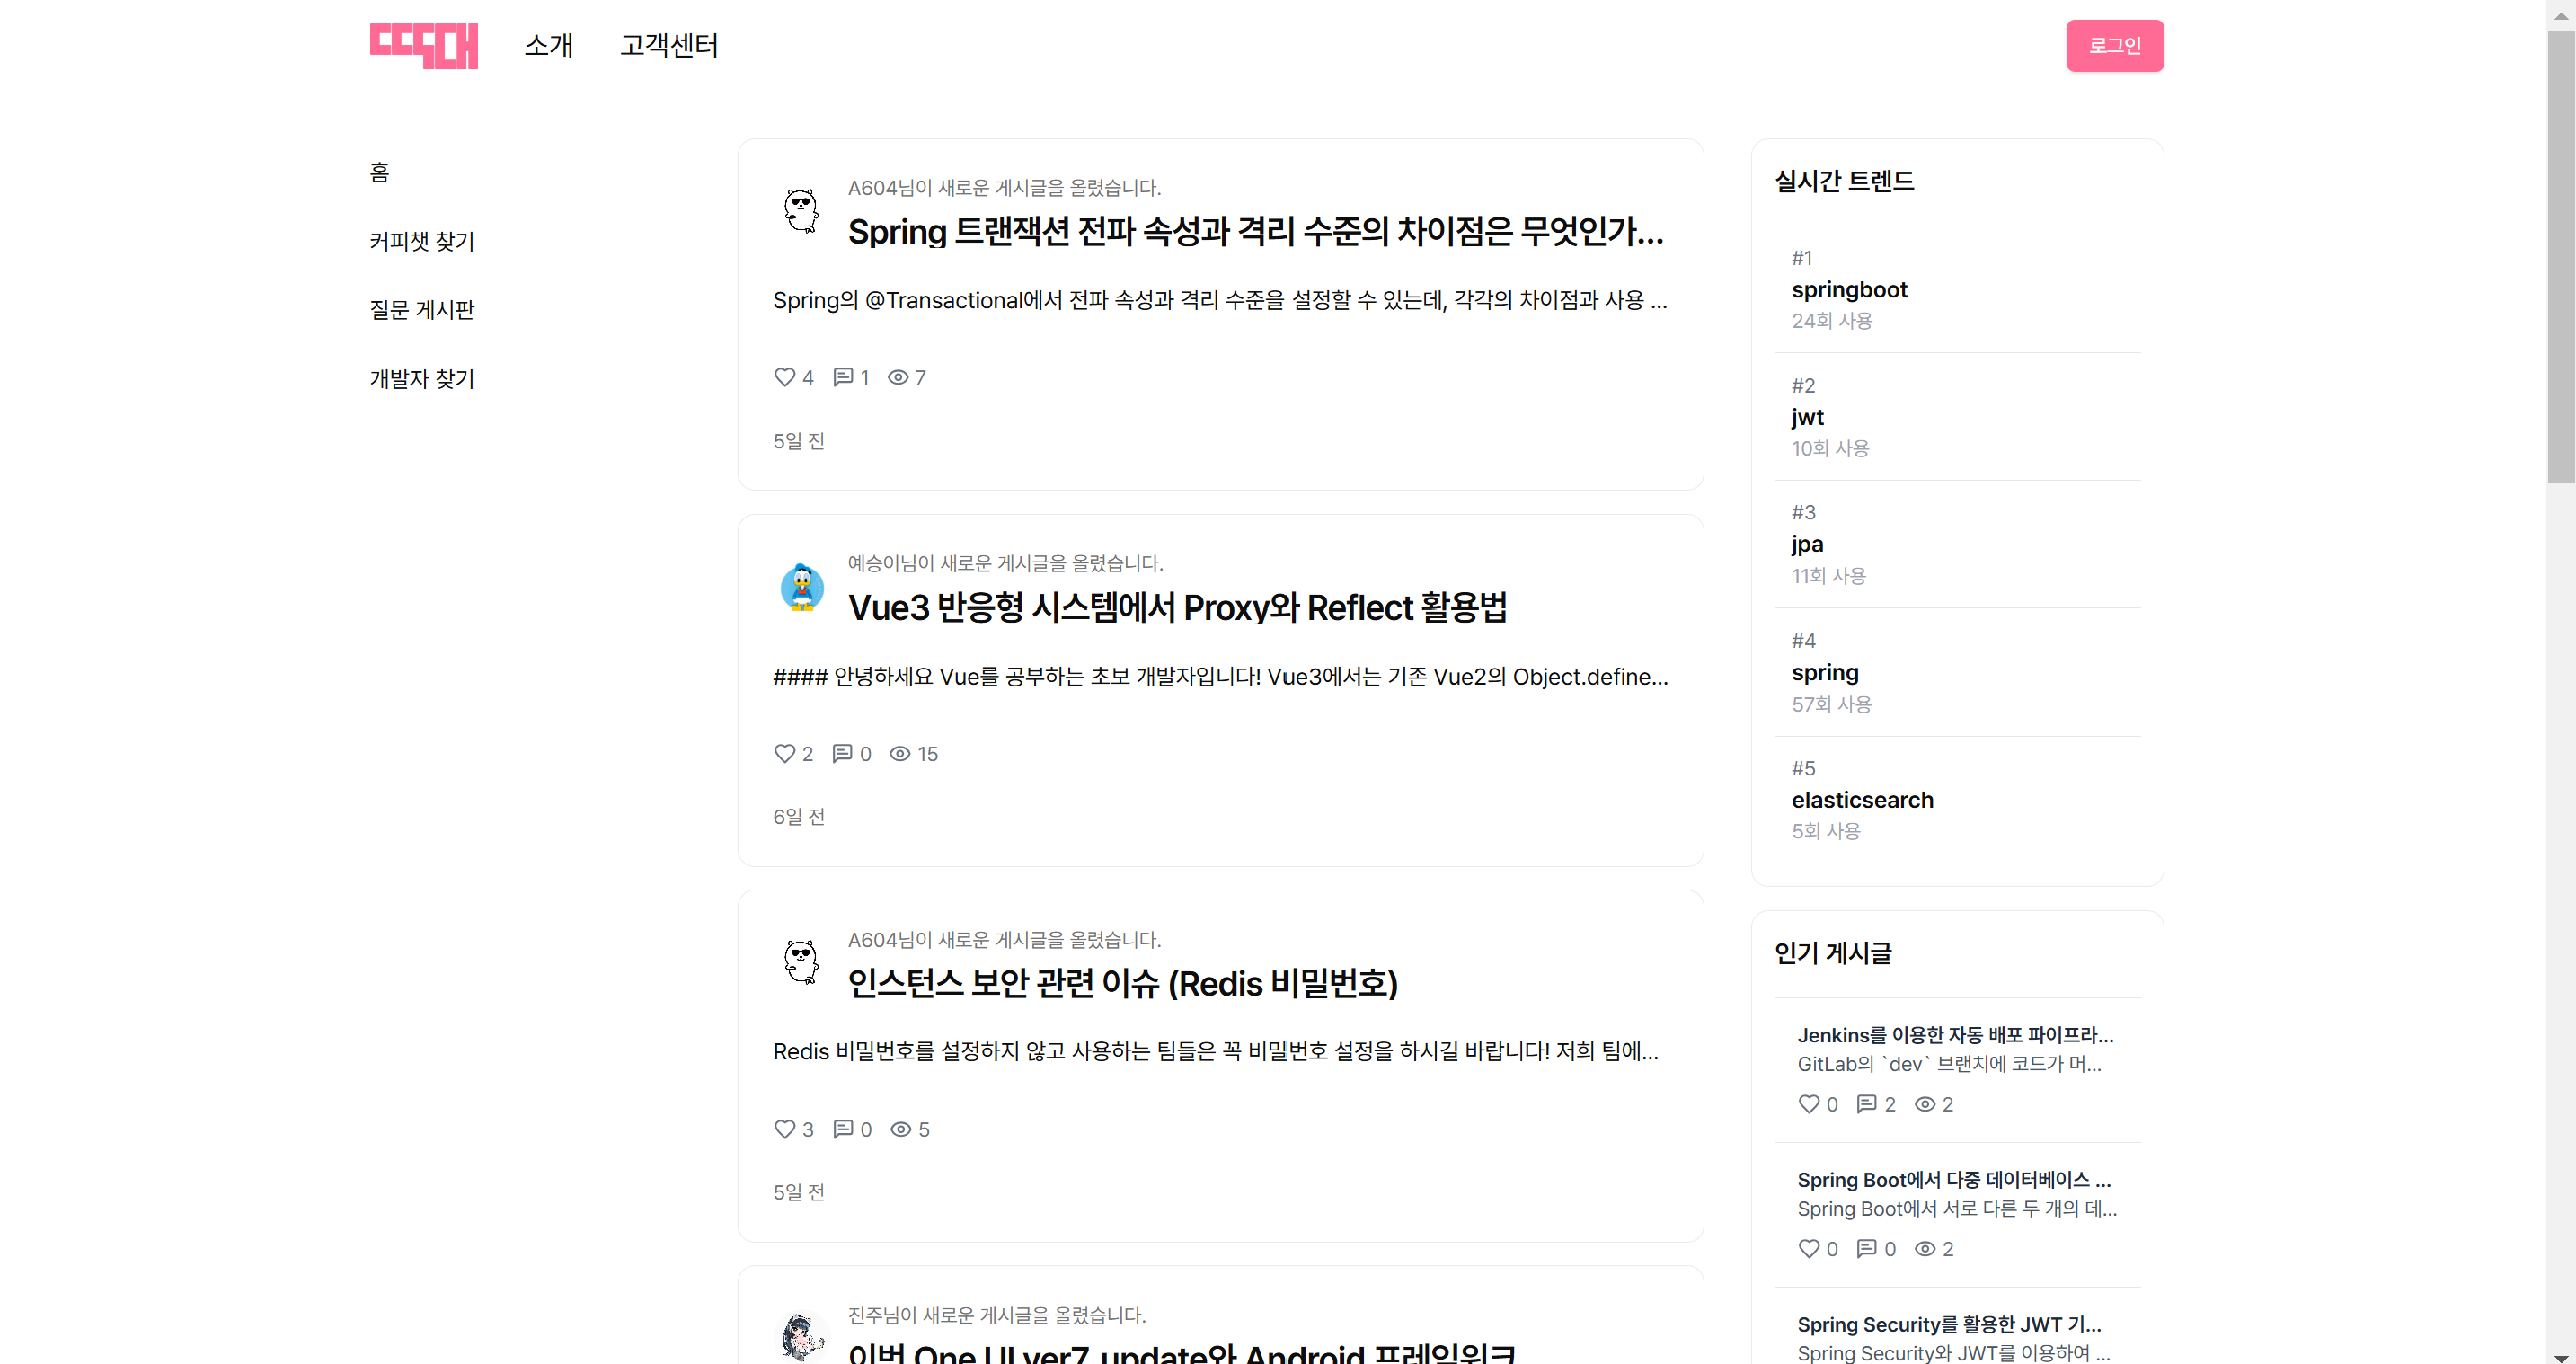 소개
고객센터
로그인
홈
커피챗 찾기
질문 게시판
개발자 찾기
A604님이 새로운 게시글을 올렸습니다.
Spring 트랜잭션 전파 속성과 격리 수준의 차이점은 무엇인가...
Spring의 @Transactional에서 전파 속성과 격리 수준을 설정할 수 있는데, 각각의 차이점과 사용 ...
4 1 7
5일 전
예승이님이 새로운 게시글을 올렸습니다.
Vue3 반응형 시스템에서 Proxy와 Reflect 활용법
#### 안녕하세요 Vue를 공부하는 초보 개발자입니다! Vue3에서는 기존 Vue2의 Object.define...
2 0 15
6일 전
A604님이 새로운 게시글을 올렸습니다.
인스턴스 보안 관련 이슈 (Redis 비밀번호)
Redis 비밀번호를 설정하지 않고 사용하는 팀들은 꼭 비밀번호 설정을 하시길 바랍니다! 저희 팀에...
3 0 5
5일 전
진주님이 새로운 게시글을 올렸습니다.
이번 One UI ver7. update와 Android 프레임워크
실시간 트렌드
#1
springboot
24회 사용
#2
jwt
10회 사용
#3
jpa
11회 사용
#4
spring
57회 사용
#5
elasticsearch
5회 사용
인기 게시글
Jenkins를 이용한 자동 배포 파이프라...
GitLab의 `dev` 브랜치에 코드가 머...
0 2 2
Spring Boot에서 다중 데이터베이스 ...
Spring Boot에서 서로 다른 두 개의 데...
0 0 2
Spring Security를 활용한 JWT 기...
Spring Security와 JWT를 이용하여 ...